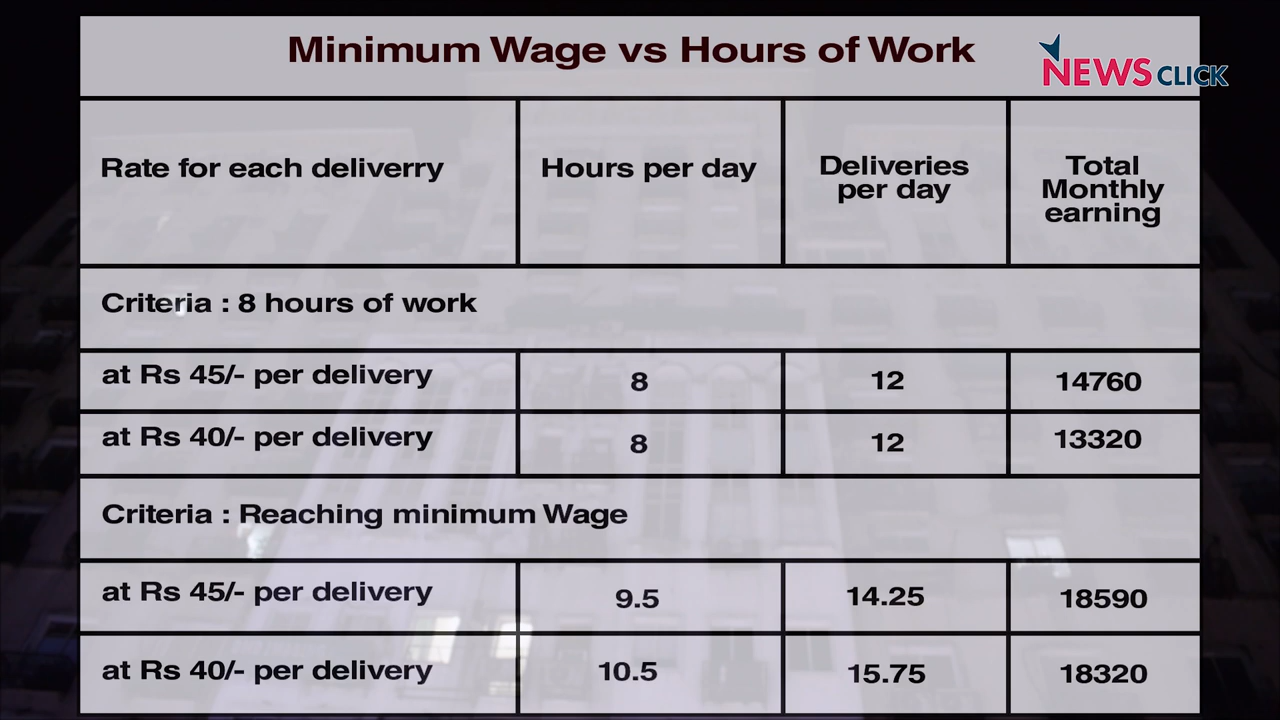 Minimum Wage vs Hours of Work
NEWS CLICK
Rate for each deliverry
Hours per day
Deliveries
per day
Total
Monthly
earning
Criteria : 8 hours of work
at Rs 45/- per delivery
8
12
14760
at Rs 40/- per delivery
8
12
13320
Criteria : Reaching minimum Wage
at Rs 45/- per delivery
9.5
14.25
18590
at Rs 40/- per delivery
10.5
15.75
18320